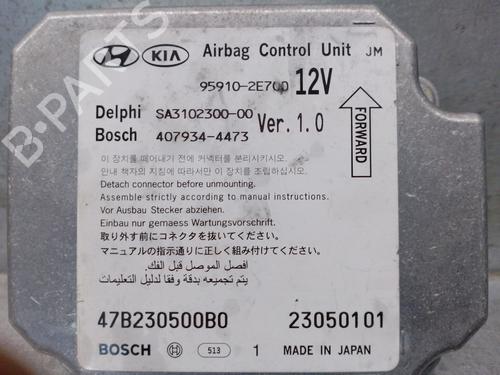 HYUNDAI KIA Airbag Control Unit JM
95910-2E700 12V
Delphi SA3102300-00
Bosch 407934-4473 Ver. 1.0
FORWARD
이 장치를 떼어내기 전에 커넥터를 분리시키시오.
안내 책자의 지침에 따라서만 이 장치를 조립하십시오.
Detach connector before unmounting.
Assemble strictly according to manual instructions.
Vor Ausbau Stecker abziehen.
Einbau nur gemaess Wartungsvorschrift.
取り外す前にコネクタを抜いてください。
マニュアルの指示通りに正しく組み付けてください。
افصل الموصل قبل الفك.
يتم تجميعه بدقة وفقا لدليل التعليمات
47B230500B0 23050101
BOSCH 513 1 MADE IN JAPAN
B-PARTS